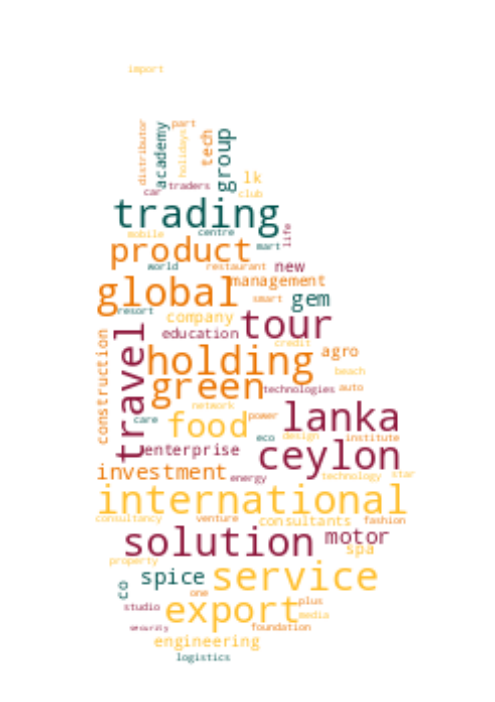 import
distributor
academy
part
holidays
tech
group
lk
car
traders
club
trading
mobile
centre
life
product
mart
world
restaurant
new
global
management
resort
smart
gem
company
travel
education
tour
construction
credit
holding
agro
green
technologies
beach
auto
network
care
food
power
lanka
eco
design
institute
enterprise
ceylon
investment
energy
technology
star
international
consultancy
venture
consultants
fashion
solution
motor
spa
property
co
spice
service
one
studio
export
plus
media
security
foundation
engineering
logistics